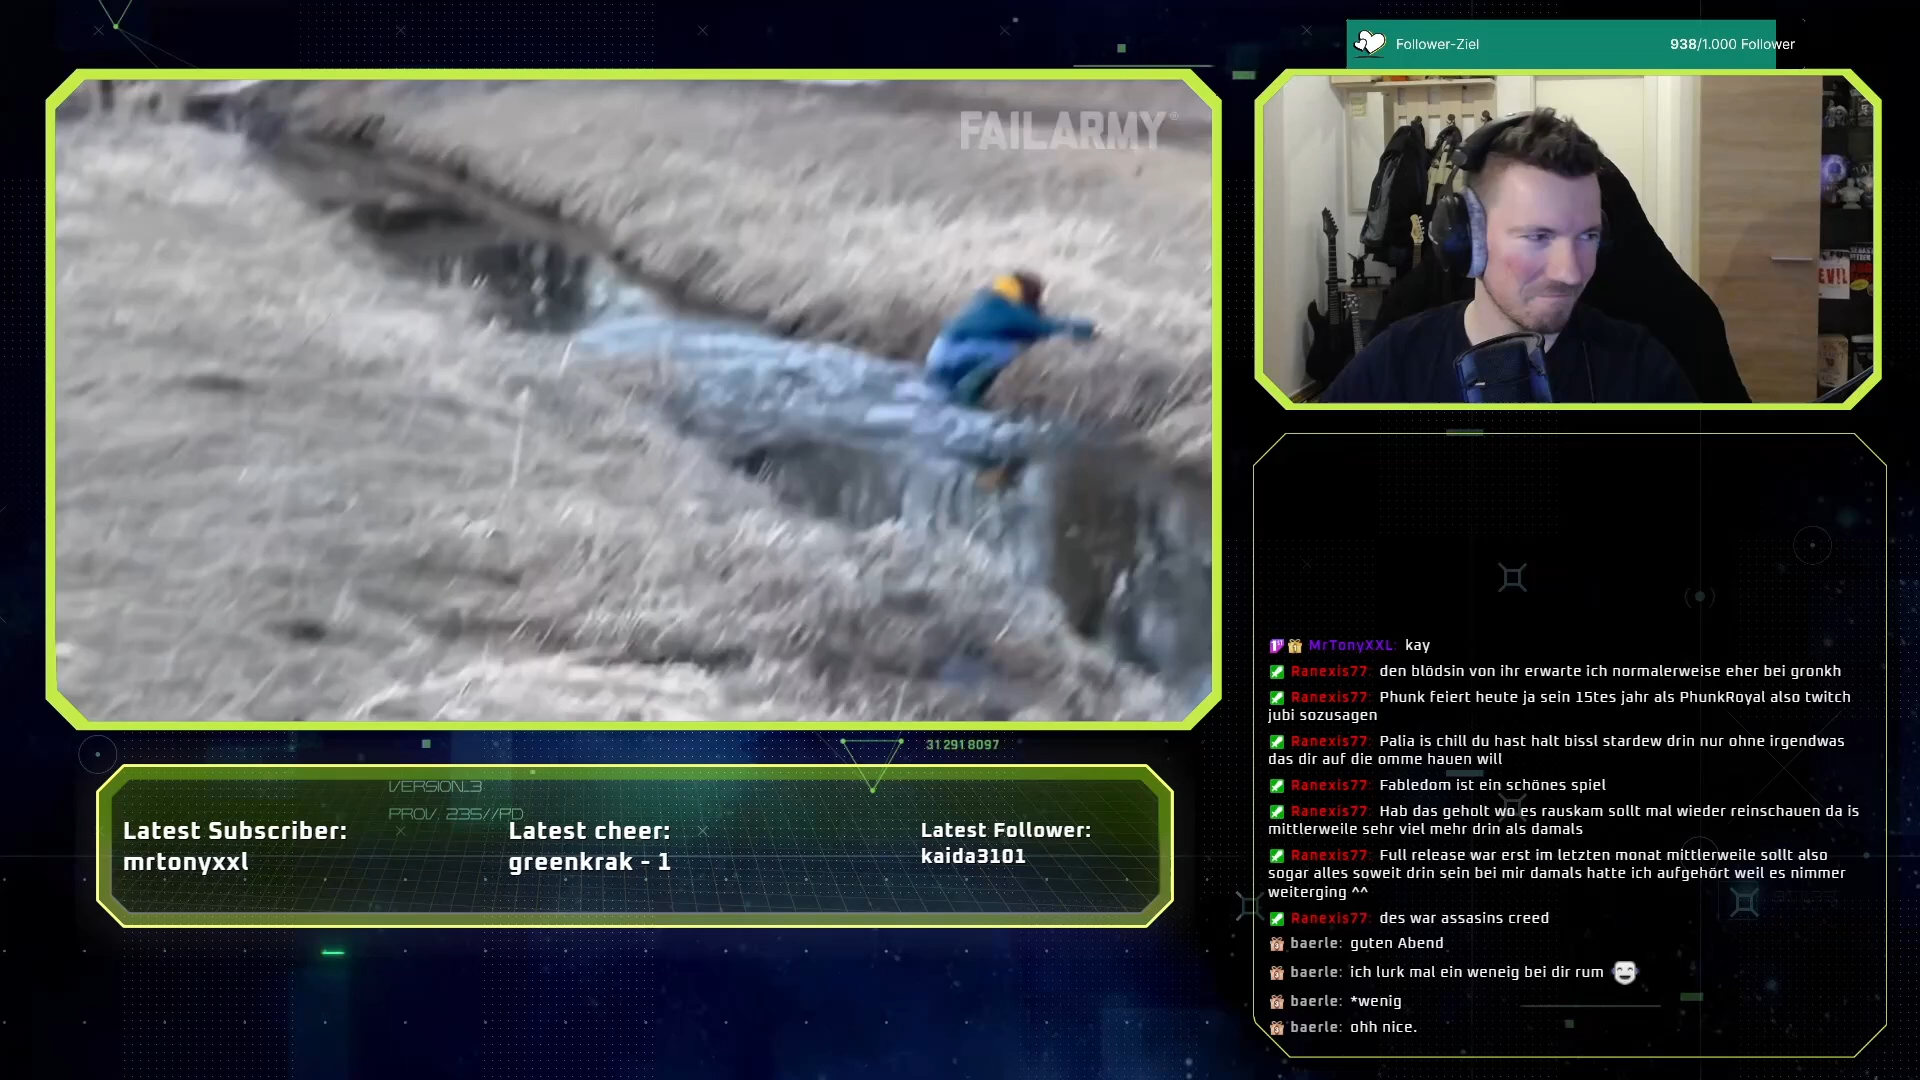 Follower-Ziel 938/1.000 Follower
FAILARMY®
EVIL
MrTonyXXL: kay
Ranexis77: den blödsin von ihr erwarte ich normalerweise eher bei gronkh
Ranexis77: Phunk feiert heute ja sein 15tes jahr als PhunkRoyal also twitch
jubi sozusagen
Ranexis77: Palia is chill du hast halt bissl stardew drin nur ohne irgendwas
das dir auf die omme hauen will
Ranexis77: Fabledom ist ein schönes spiel
Ranexis77: Hab das geholt wo es rauskam sollt mal wieder reinschauen da is
mittlerweile sehr viel mehr drin als damals
Ranexis77: Full release war erst im letzten monat mittlerweile sollt also
sogar alles soweit drin sein bei mir damals hatte ich aufgehört weil es nimmer
weiterging ^^
Ranexis77: des war assasins creed
baerle: guten Abend
baerle: ich lurk mal ein weneig bei dir rum
baerle: *wenig
baerle: ohh nice.
312918097
VERSION_3
PROV. 235//PD
Latest Subscriber:
mrtonyxxl
Latest cheer:
greenkrak - 1
Latest Follower:
kaida3101